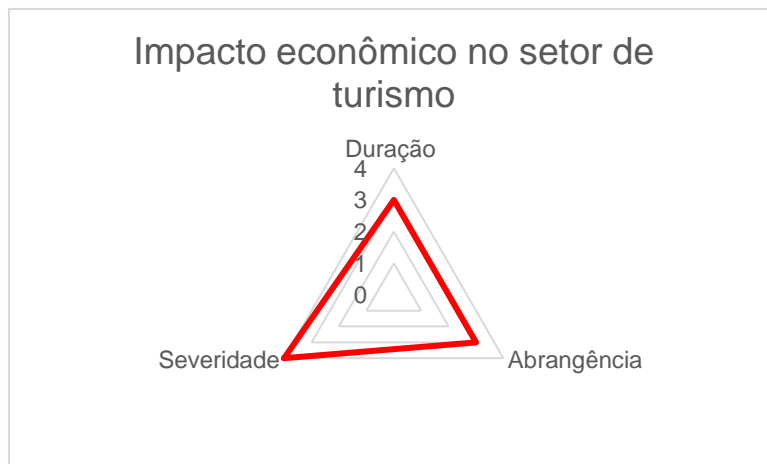 Impacto econômico no setor de
turismo
Duração
4
3
2
1
0
Severidade
Abrangência